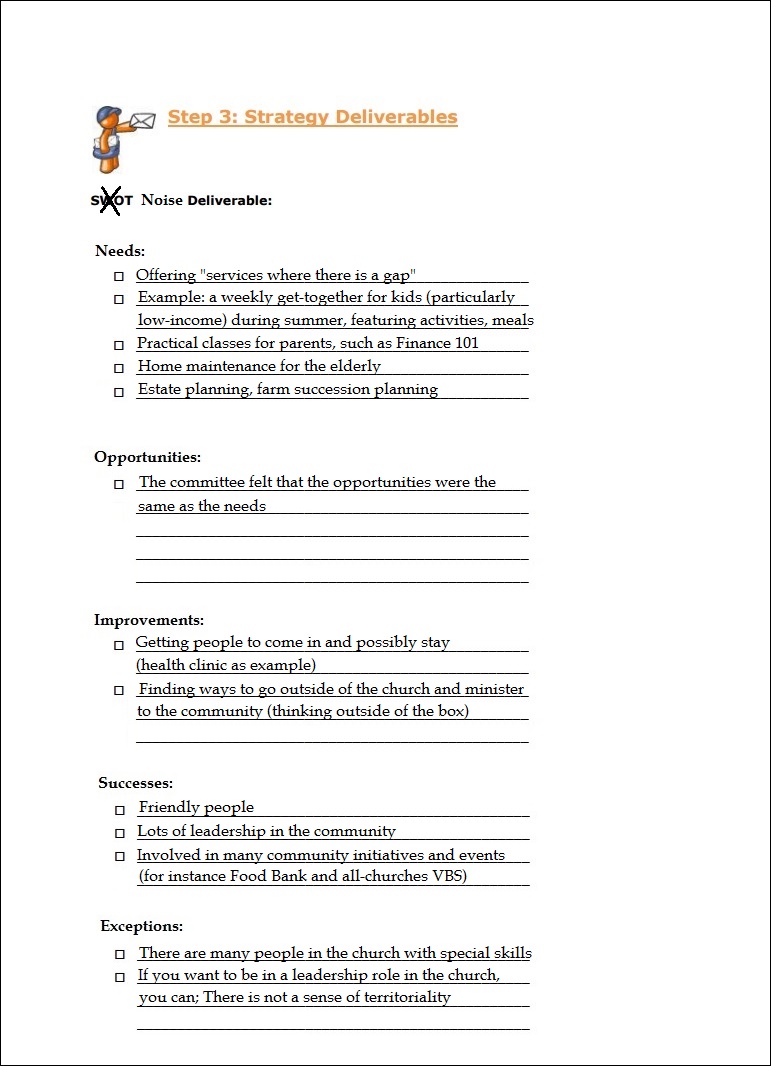 Step 3: Strategy Deliverables
SWOT Noise Deliverable:
Needs:
Offering "services where there is a gap"
Example: a weekly get-together for kids (particularly
low-income) during summer, featuring activities, meals
Practical classes for parents, such as Finance 101
Home maintenance for the elderly
Estate planning, farm succession planning
Opportunities:
The committee felt that the opportunities were the
same as the needs
Improvements:
Getting people to come in and possibly stay
(health clinic as example)
Finding ways to go outside of the church and minister
to the community (thinking outside of the box)
Successes:
Friendly people
Lots of leadership in the community
Involved in many community initiatives and events
(for instance Food Bank and all-churches VBS)
Exceptions:
There are many people in the church with special skills
If you want to be in a leadership role in the church,
you can; There is not a sense of territoriality